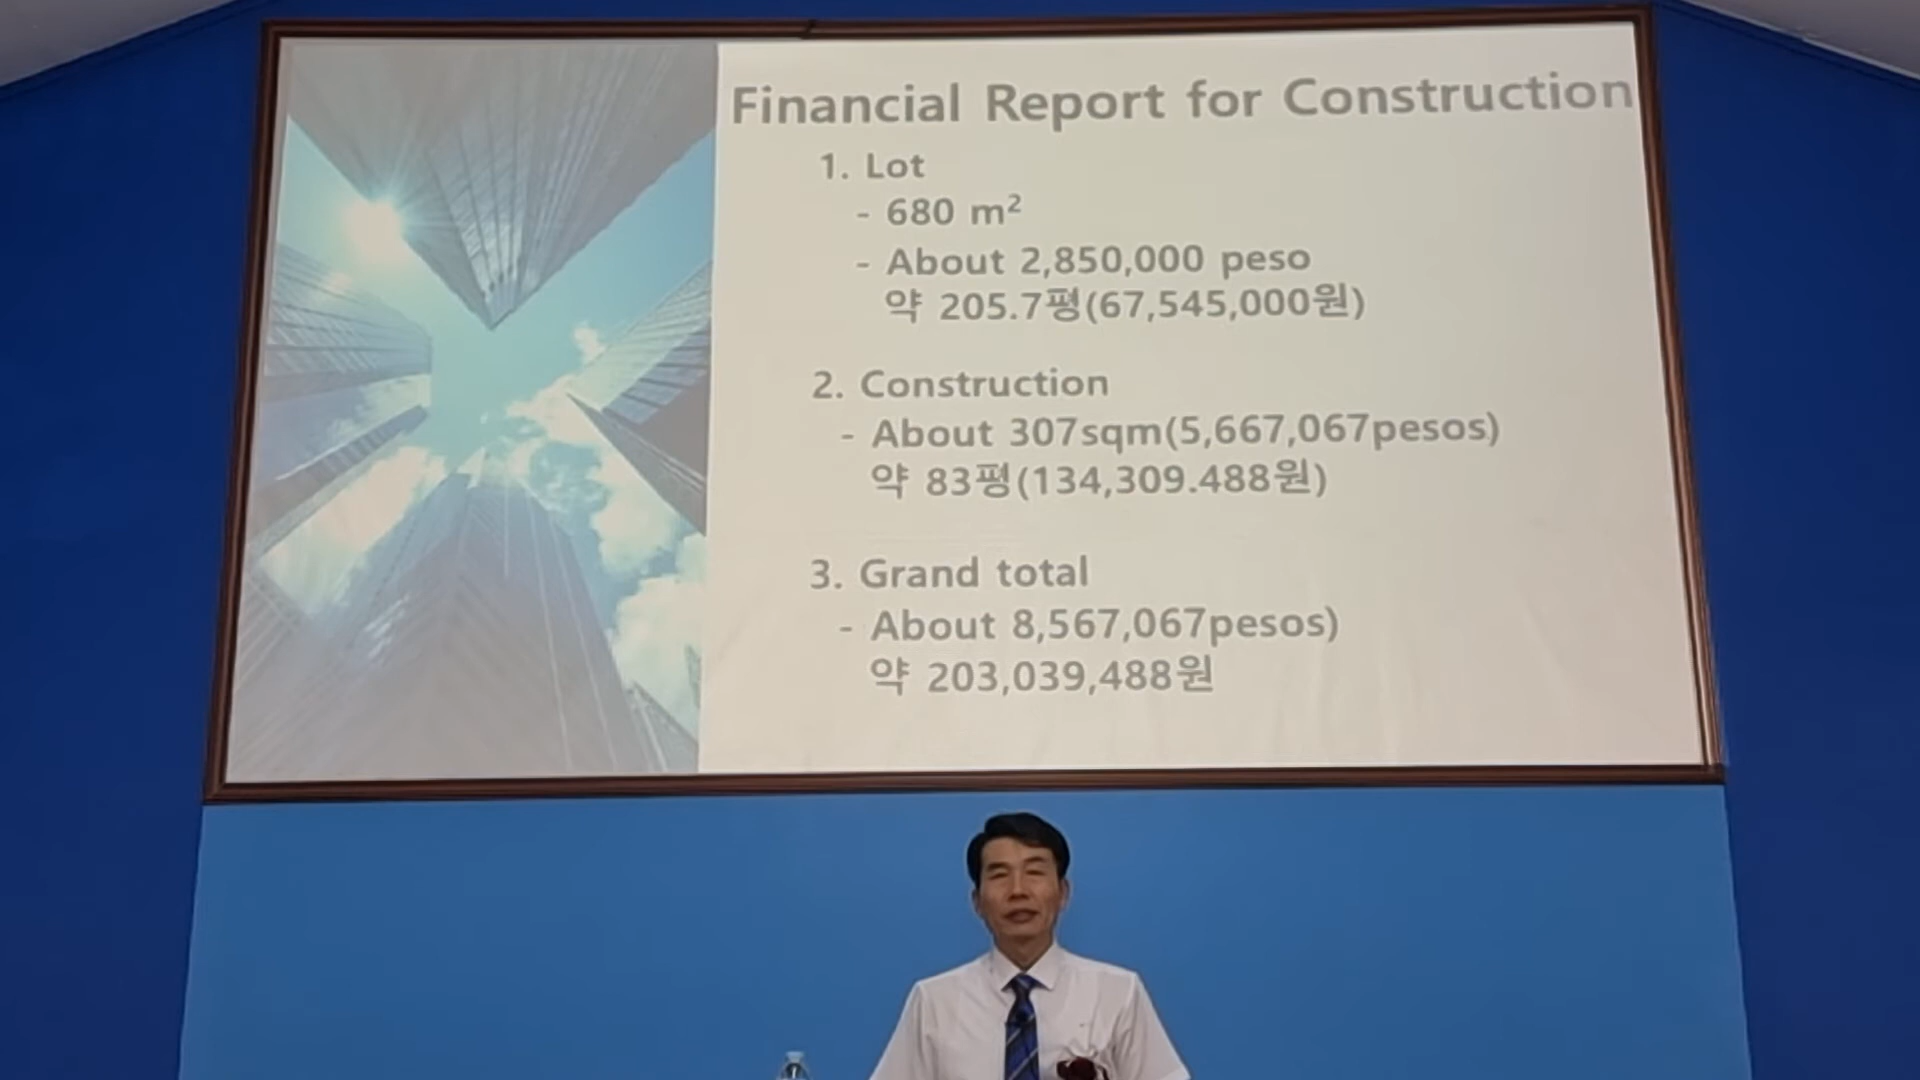 Financial Report for Construction
1. Lot
- 680 m²
- About 2,850,000 peso
약 205.7평(67,545,000원)
2. Construction
- About 307sqm(5,667,067pesos)
약 83평(134,309.488원)
3. Grand total
- About 8,567,067pesos)
약 203,039,488원